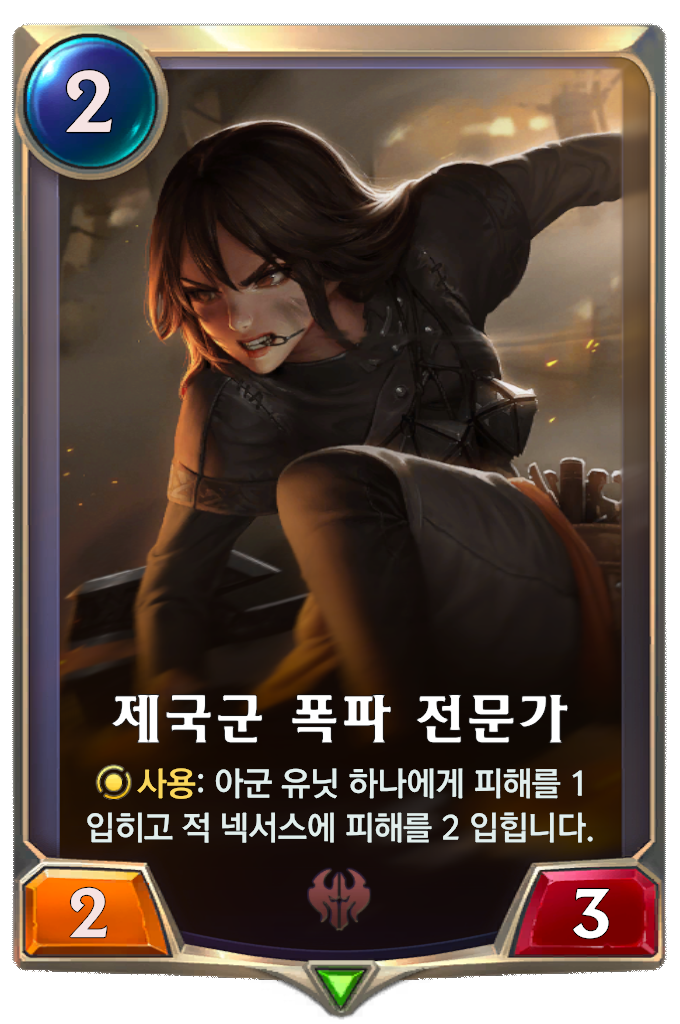 2
제국군 폭파 전문가
사용: 아군 유닛 하나에게 피해를 1
입히고 적 넥서스에 피해를 2 입힙니다.
2
3